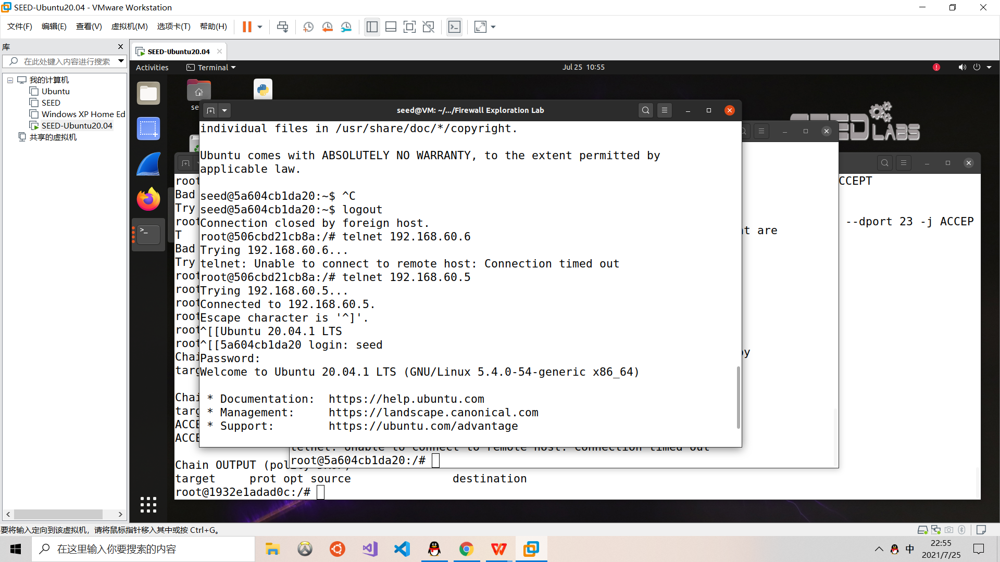 SEED-Ubuntu20.04 - VMware Workstation
文件(F) 编辑(E) 查看(V) 虚拟机(M) 选项卡(T) 帮助(H)
库
在此处键入内容进行搜索
我的计算机
Ubuntu
SEED
Windows XP Home Ed
SEED-Ubuntu20.04
共享的虚拟机
SEED-Ubuntu20.04
Activities Terminal Jul 25 10:55
LABS
seed@VM: ~/.../Firewall Exploration Lab
individual files in /usr/share/doc/*/copyright.
Ubuntu comes with ABSOLUTELY NO WARRANTY, to the extent permitted by
applicable law.
seed@5a604cb1da20:~$ ^C
seed@5a604cb1da20:~$ logout
Connection closed by foreign host.
root@506cbd21cb8a:/# telnet 192.168.60.6
Trying 192.168.60.6...
telnet: Unable to connect to remote host: Connection timed out
root@506cbd21cb8a:/# telnet 192.168.60.5
Trying 192.168.60.5...
Connected to 192.168.60.5.
Escape character is '^]'.
^[[Ubuntu 20.04.1 LTS
^[[5a604cb1da20 login: seed
Password:
Welcome to Ubuntu 20.04.1 LTS (GNU/Linux 5.4.0-54-generic x86_64)
* Documentation: https://help.ubuntu.com
* Management: https://landscape.canonical.com
* Support: https://ubuntu.com/advantage
are
telnet: Unable to connect to remote host: Connection timed out
root@5a604cb1da20:/#
root
CCEPT
Bad
Try
root
--dport 23 -j ACCEP
T
Bad
Try
root
root
root
root
root
root
Chai
targ
Chai
targ
ACCE
ACCE
Chain OUTPUT (policy DROP)
target prot opt source destination
root@1932e1adad0c:/#
要将输入定向到该虚拟机，请将鼠标指针移入其中或按 Ctrl+G。
在这里输入你要搜索的内容
中
22:55
2021/7/25